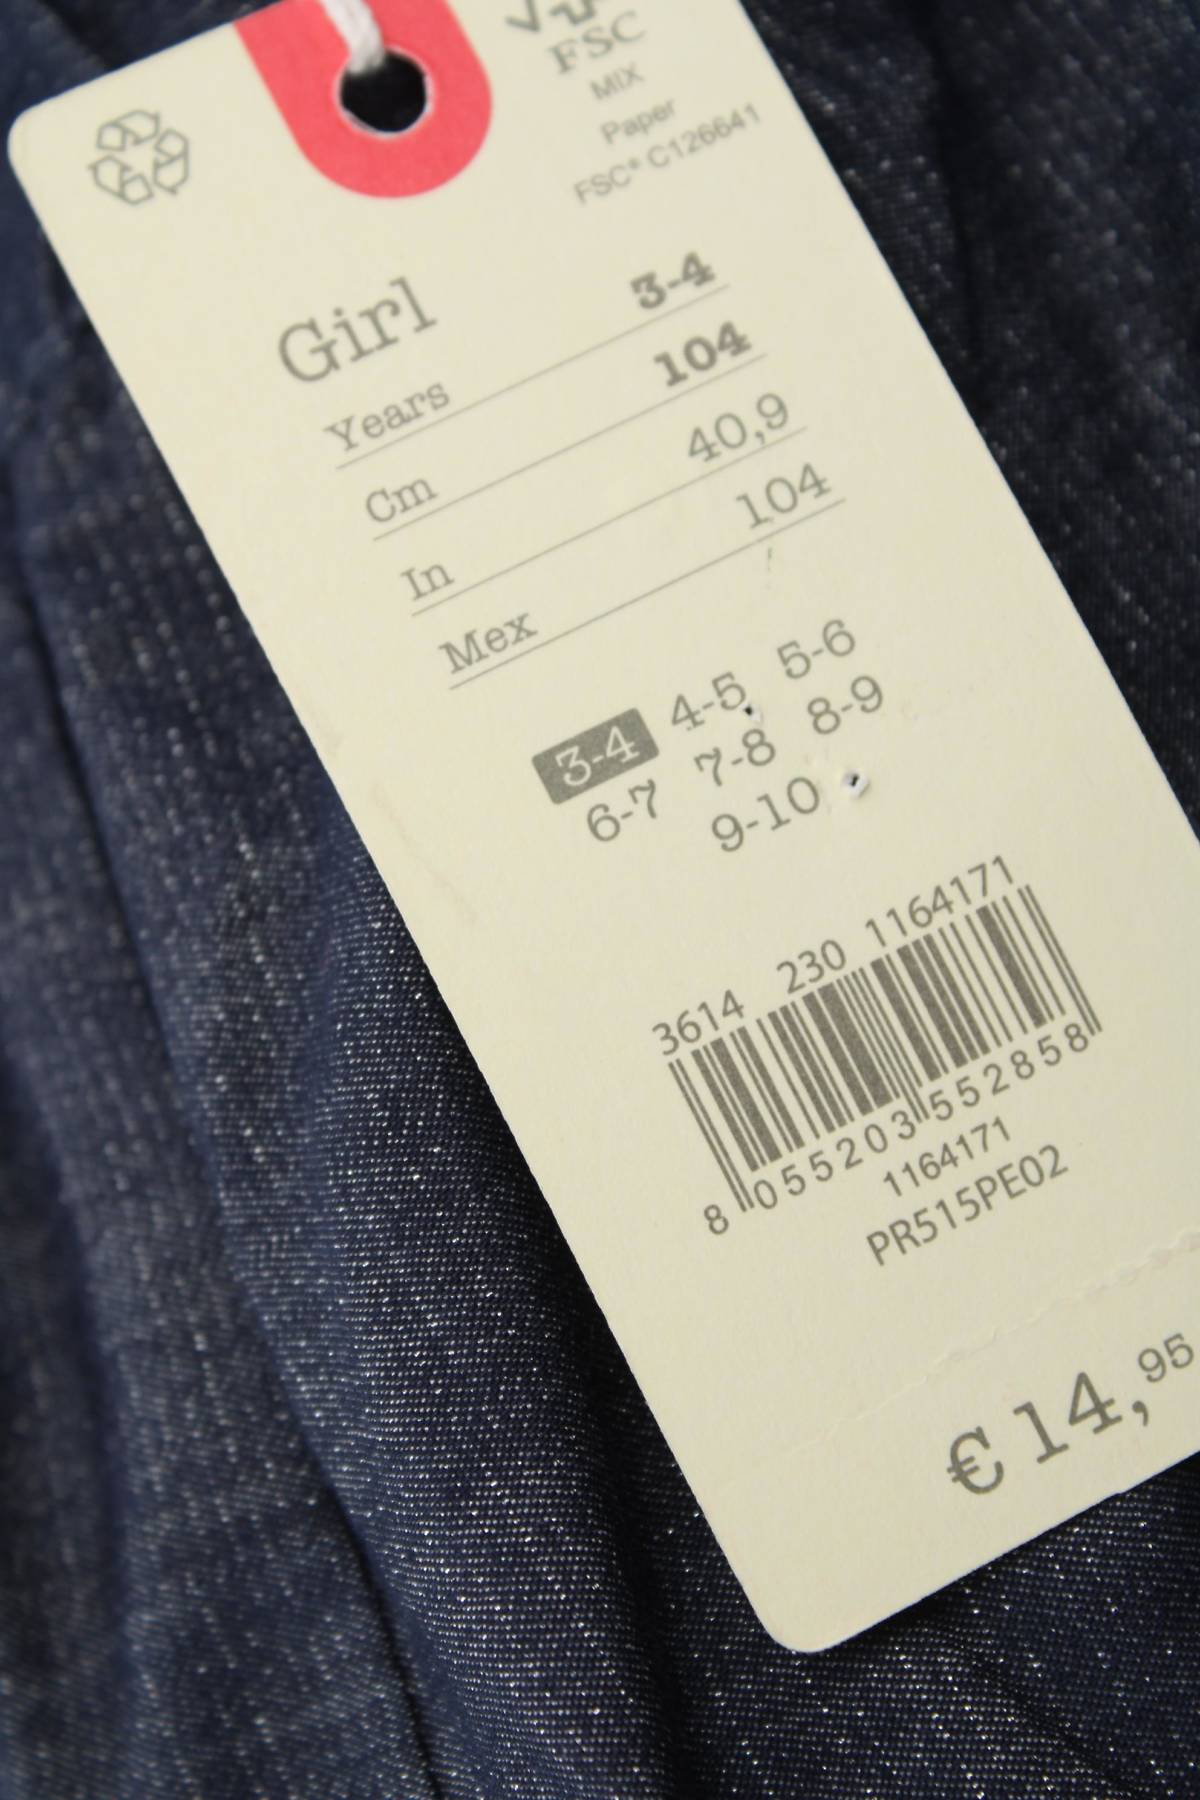 FSC
MIX
Paper
FSC® C126641
Girl
Years 3-4
Cm 104
In 40,9
Mex 104
3-4 4-5 5-6
6-7 7-8 8-9
9-10
3614 230 1164171
8 055203 552858
1164171
PR515PE02
€ 14,95